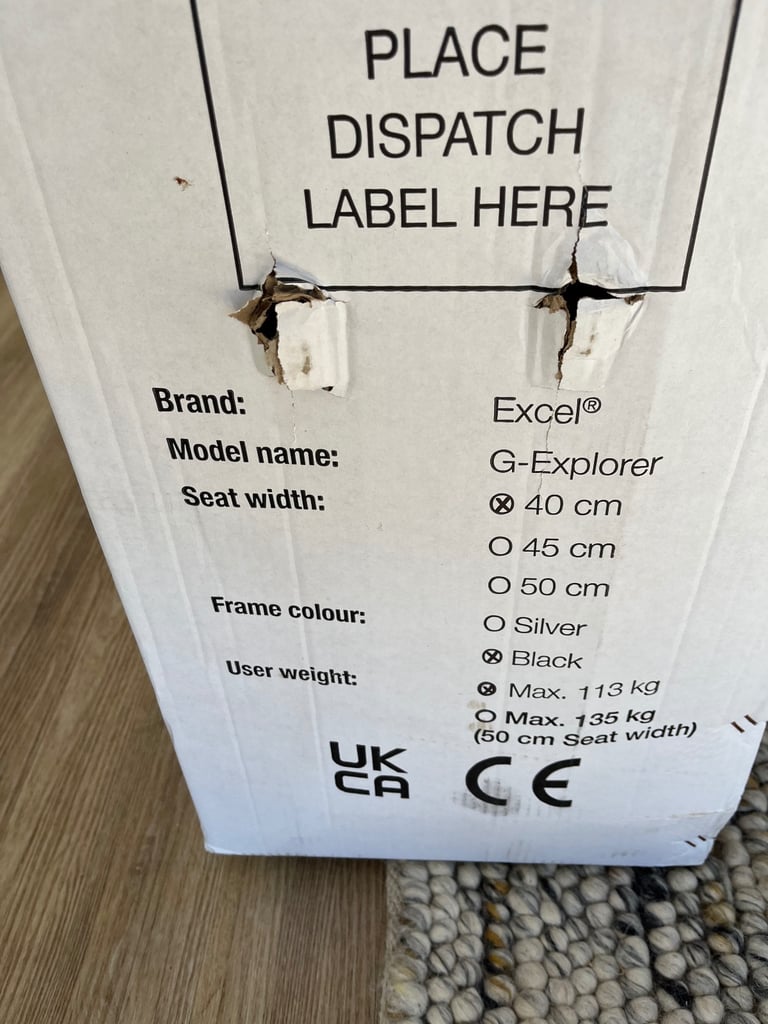 PLACE
DISPATCH
LABEL HERE
Brand: Excel®
Model name: G-Explorer
Seat width: ⊗ 40 cm
O 45 cm
O 50 cm
Frame colour: O Silver
⊗ Black
User weight: ⊗ Max. 113 kg
O Max. 135 kg
(50 cm Seat width)
UK
CA CE